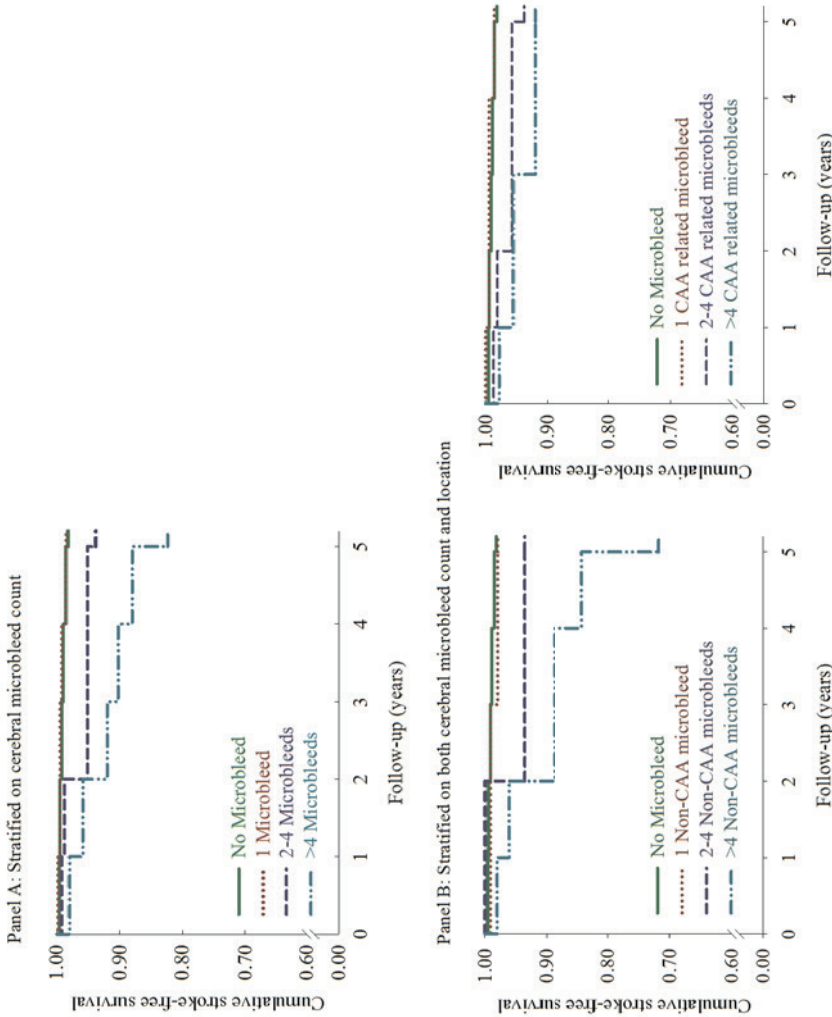 Panel A: Stratified on cerebral microbleed count
Cumulative stroke-free survival
1.00
0.90
0.80
0.70
0.60
0.00
No Microbleed
1 Microbleed
2-4 Microbleeds
>4 Microbleeds
0 1 2 3 4 5
Follow-up (years)
Panel B: Stratified on both cerebral microbleed count and location
Cumulative stroke-free survival
1.00
0.90
0.80
0.70
0.60
0.00
No Microbleed
1 Non-CAA microbleed
2-4 Non-CAA microbleeds
>4 Non-CAA microbleeds
0 1 2 3 4 5
Follow-up (years)
Cumulative stroke-free survival
1.00
0.90
0.80
0.70
0.60
0.00
No Microbleed
1 CAA related microbleed
2-4 CAA related microbleeds
>4 CAA related microbleeds
0 1 2 3 4 5
Follow-up (years)